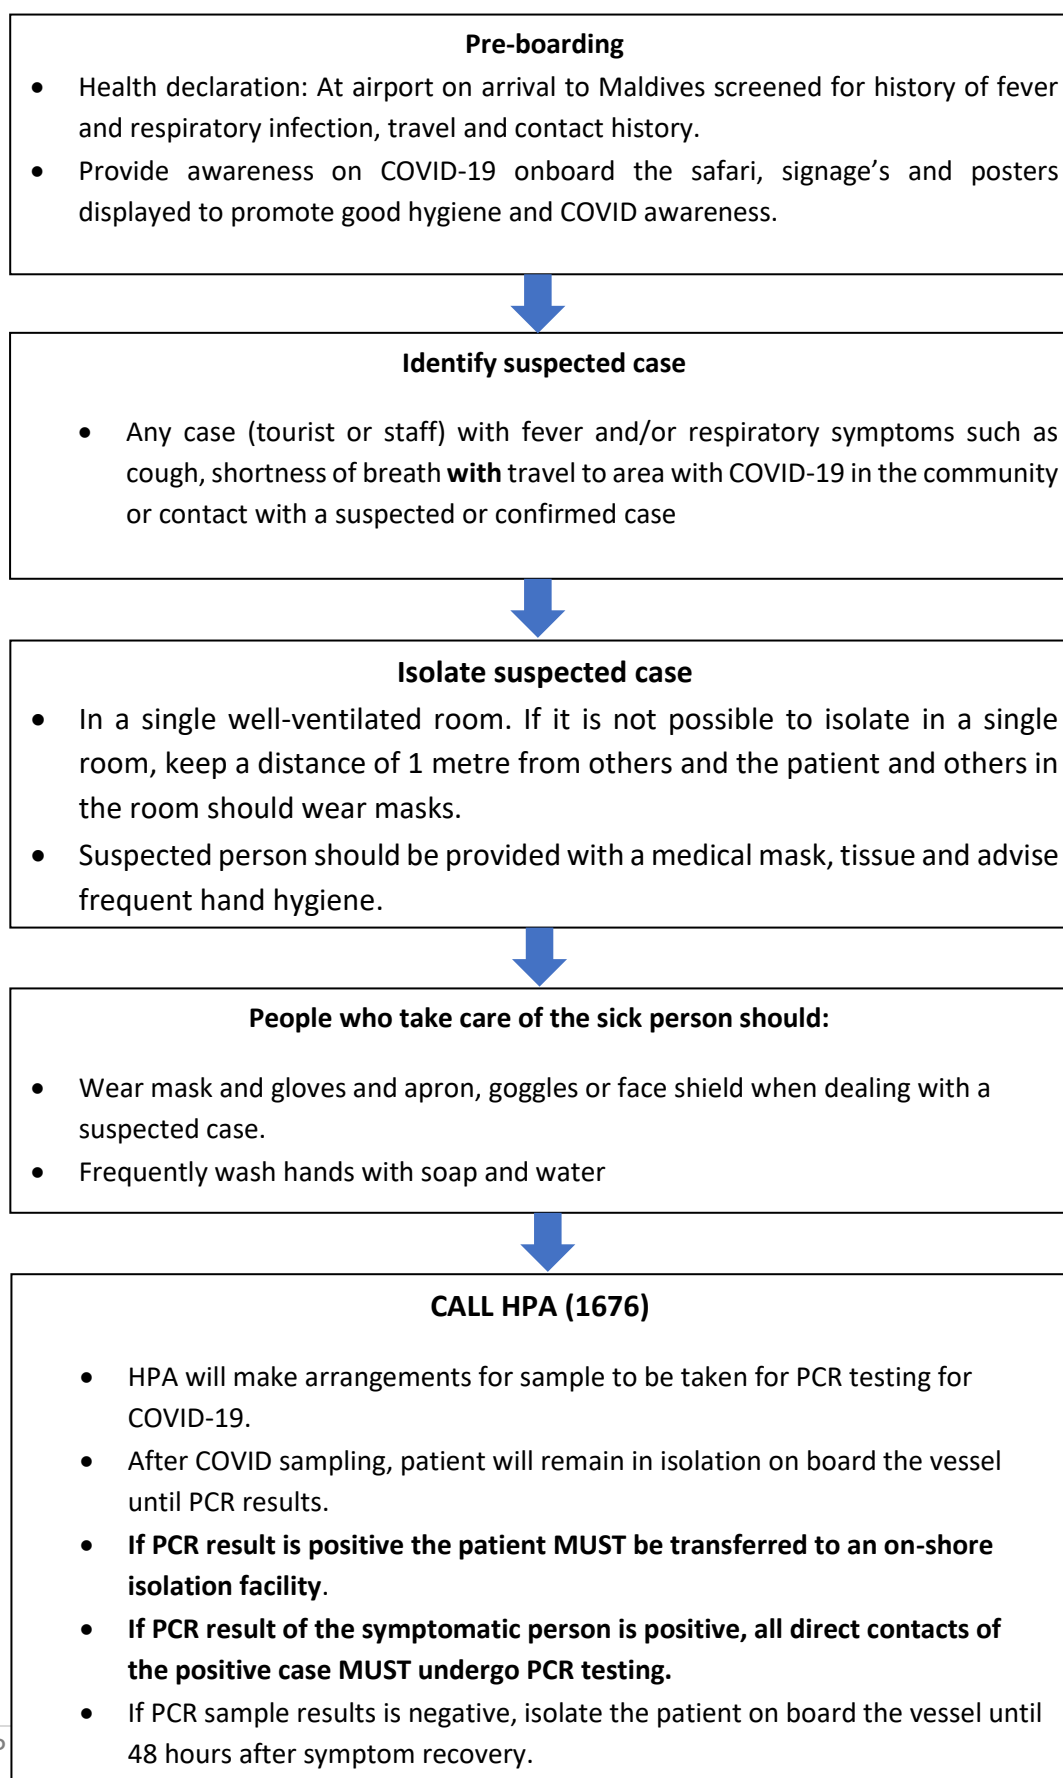 Pre-boarding
• Health declaration: At airport on arrival to Maldives screened for history of fever
and respiratory infection, travel and contact history.
• Provide awareness on COVID-19 onboard the safari, signage's and posters
displayed to promote good hygiene and COVID awareness.
Identify suspected case
• Any case (tourist or staff) with fever and/or respiratory symptoms such as
cough, shortness of breath with travel to area with COVID-19 in the community
or contact with a suspected or confirmed case
Isolate suspected case
• In a single well-ventilated room. If it is not possible to isolate in a single
room, keep a distance of 1 metre from others and the patient and others in
the room should wear masks.
• Suspected person should be provided with a medical mask, tissue and advise
frequent hand hygiene.
People who take care of the sick person should:
• Wear mask and gloves and apron, goggles or face shield when dealing with a
suspected case.
• Frequently wash hands with soap and water
CALL HPA (1676)
• HPA will make arrangements for sample to be taken for PCR testing for
COVID-19.
• After COVID sampling, patient will remain in isolation on board the vessel
until PCR results.
• If PCR result is positive the patient MUST be transferred to an on-shore
isolation facility.
• If PCR result of the symptomatic person is positive, all direct contacts of
the positive case MUST undergo PCR testing.
• If PCR sample results is negative, isolate the patient on board the vessel until
48 hours after symptom recovery.